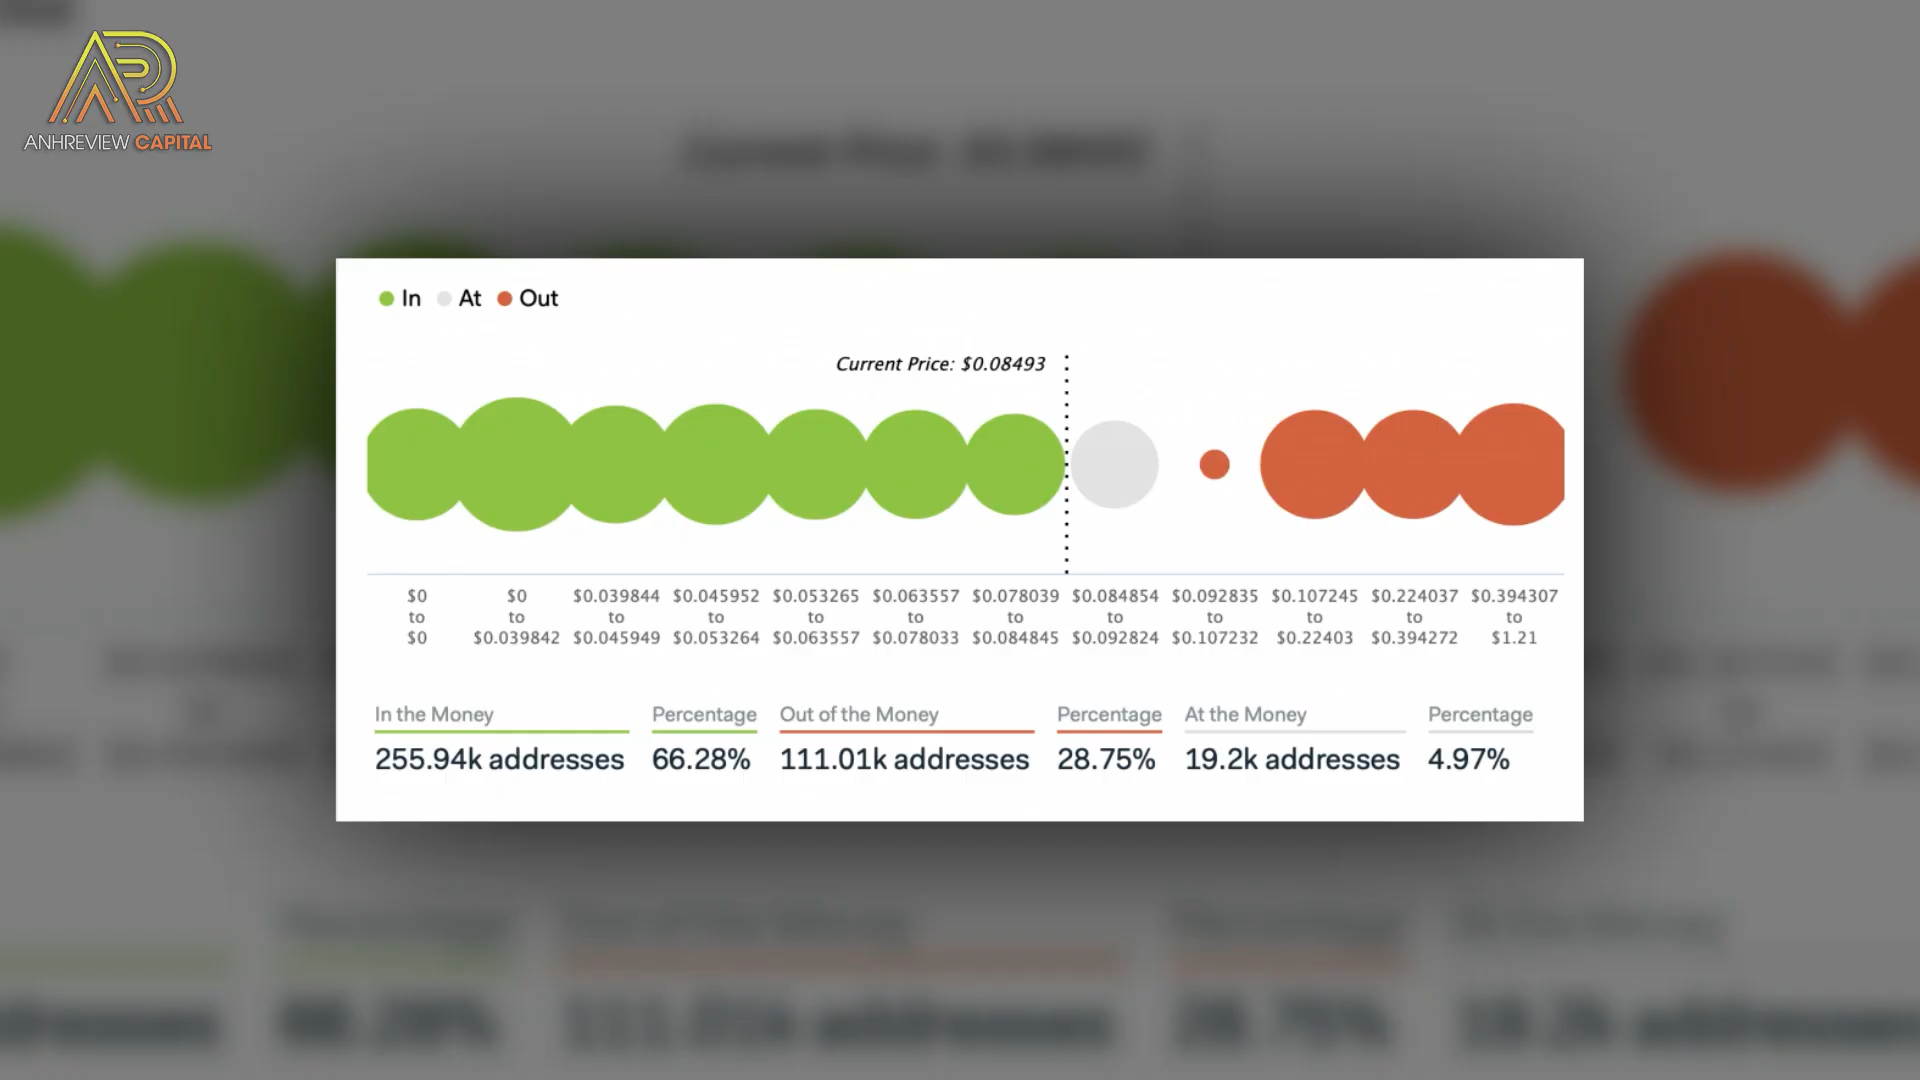 ANHREVIEW CAPITAL
In At Out
Current Price: $0.08493
$0 $0 $0.039844 $0.045952 $0.053265 $0.063557 $0.078039 $0.084854 $0.092835 $0.107245 $0.224037 $0.394307
to to to to to to to to to to to to
$0 $0.039842 $0.045949 $0.053264 $0.063557 $0.078033 $0.084845 $0.092824 $0.107232 $0.22403 $0.394272 $1.21
In the Money Percentage Out of the Money Percentage At the Money Percentage
255.94k addresses 66.28% 111.01k addresses 28.75% 19.2k addresses 4.97%